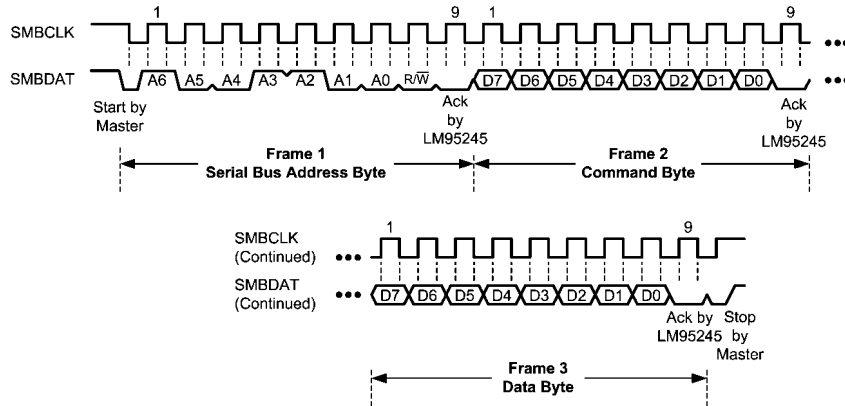 1 9 1 9
SMBCLK
SMBDAT A6 A5 A4 A3 A2 A1 A0 R/W̅ D7 D6 D5 D4 D3 D2 D1 D0
Start by
Master
Ack
by
LM95245
Ack
by
LM95245
Frame 1
Serial Bus Address Byte
Frame 2
Command Byte
1 9
SMBCLK
(Continued)
SMBDAT
(Continued)
D7 D6 D5 D4 D3 D2 D1 D0
Ack by
LM95245
Stop
by
Master
Frame 3
Data Byte